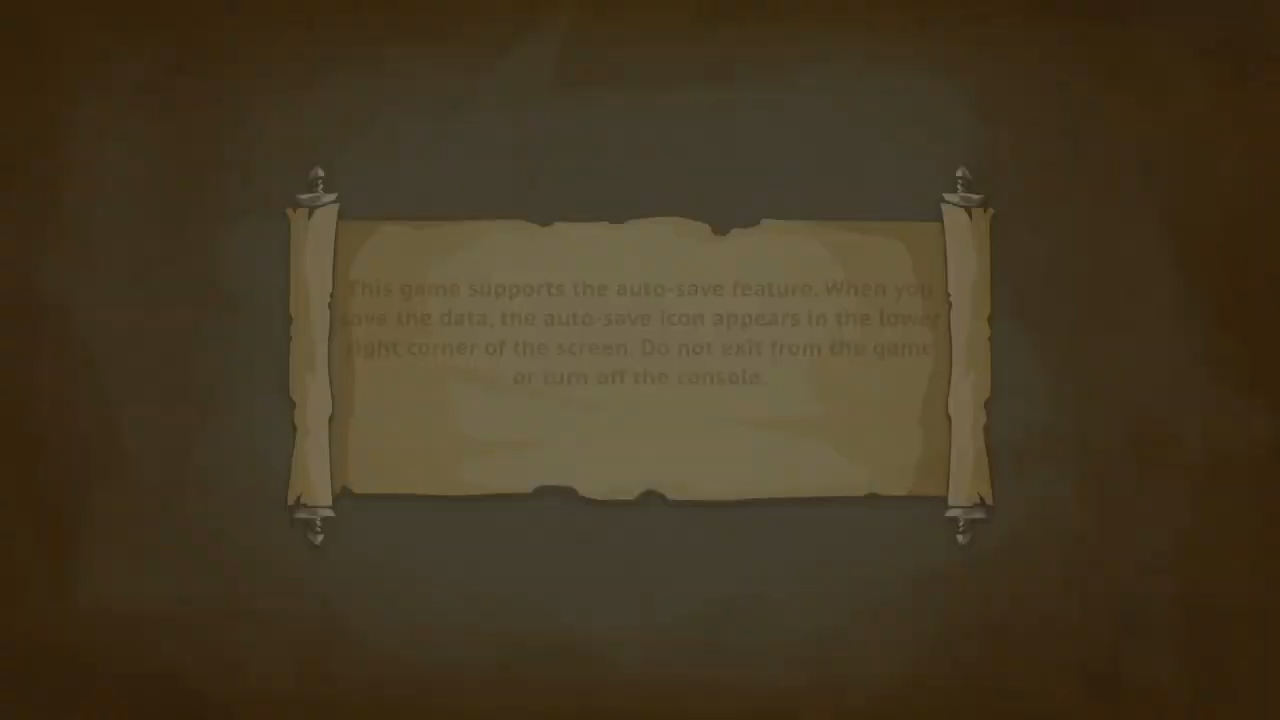 This game supports the auto-save feature. When you
save the data, the auto-save icon appears in the lower
right corner of the screen. Do not exit from the game
or turn off the console.